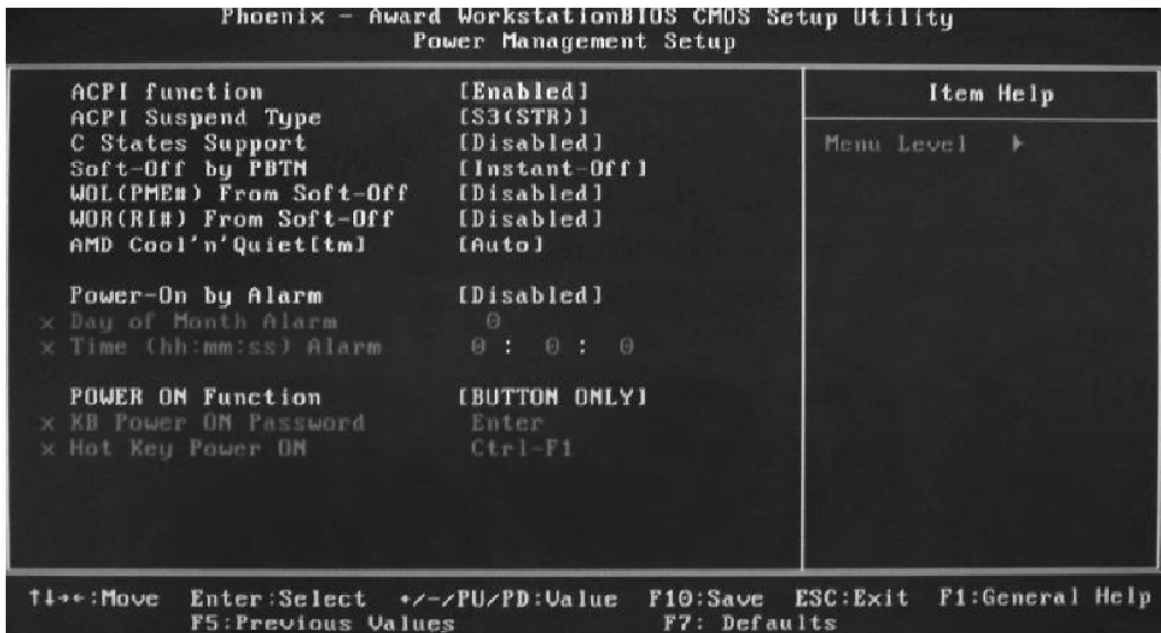 Phoenix - Award WorkstationBIOS CMOS Setup Utility
Power Management Setup
ACPI function [Enabled]
ACPI Suspend Type [S3(STR)]
C States Support [Disabled]
Soft-Off by PBTN [Instant-Off]
WOL(PME#) From Soft-Off [Disabled]
WOR(RI#) From Soft-Off [Disabled]
AMD Cool'n'Quiet[tm] [Auto]
Power-On by Alarm [Disabled]
x Day of Month Alarm 0
x Time (hh:mm:ss) Alarm 0 : 0 : 0
POWER ON Function [BUTTON ONLY]
x KB Power ON Password Enter
x Hot Key Power ON Ctrl-F1
Item Help
Menu Level ►
↑↓→←:Move Enter:Select +/-/PU/PD:Value F10:Save ESC:Exit F1:General Help
F5:Previous Values F7: Defaults